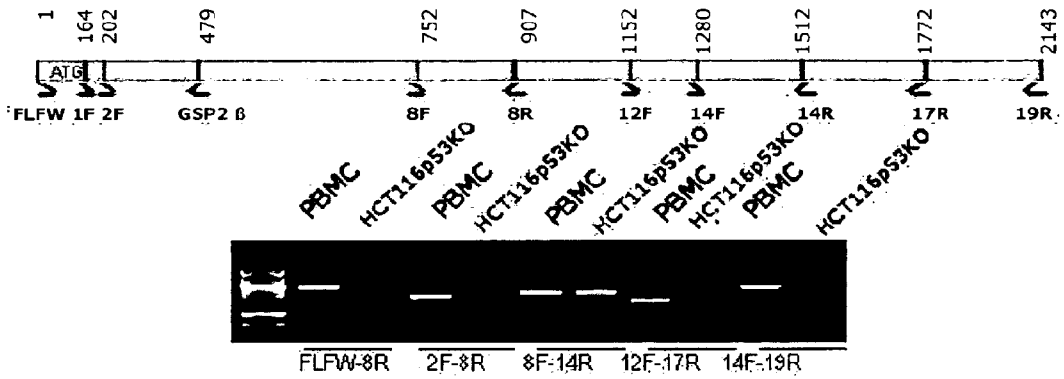 1 164 202 479 752 907 1152 1280 1512 1772 2143
ATG
FLFW 1F 2F GSP2 ß 8F 8R 12F 14F 14R 17R 19R
PBMC HCT116p53KO PBMC HCT116p53KO PBMC HCT116p53KO PBMC HCT116p53KO PBMC HCT116p53KO
FLFW-8R 2F-8R 8F-14R 12F-17R 14F-19R